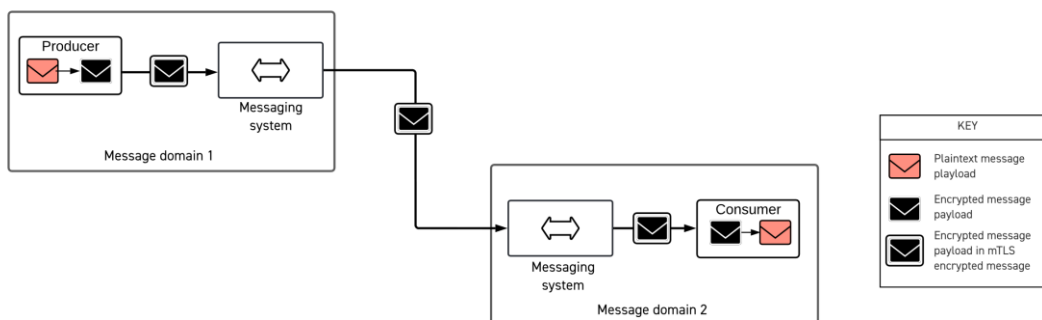 Producer
Messaging
system
Message domain 1
Messaging
system
Consumer
Message domain 2
KEY
Plaintext message
playload
Encrypted message
payload
Encrypted message
payload in mTLS
encrypted message